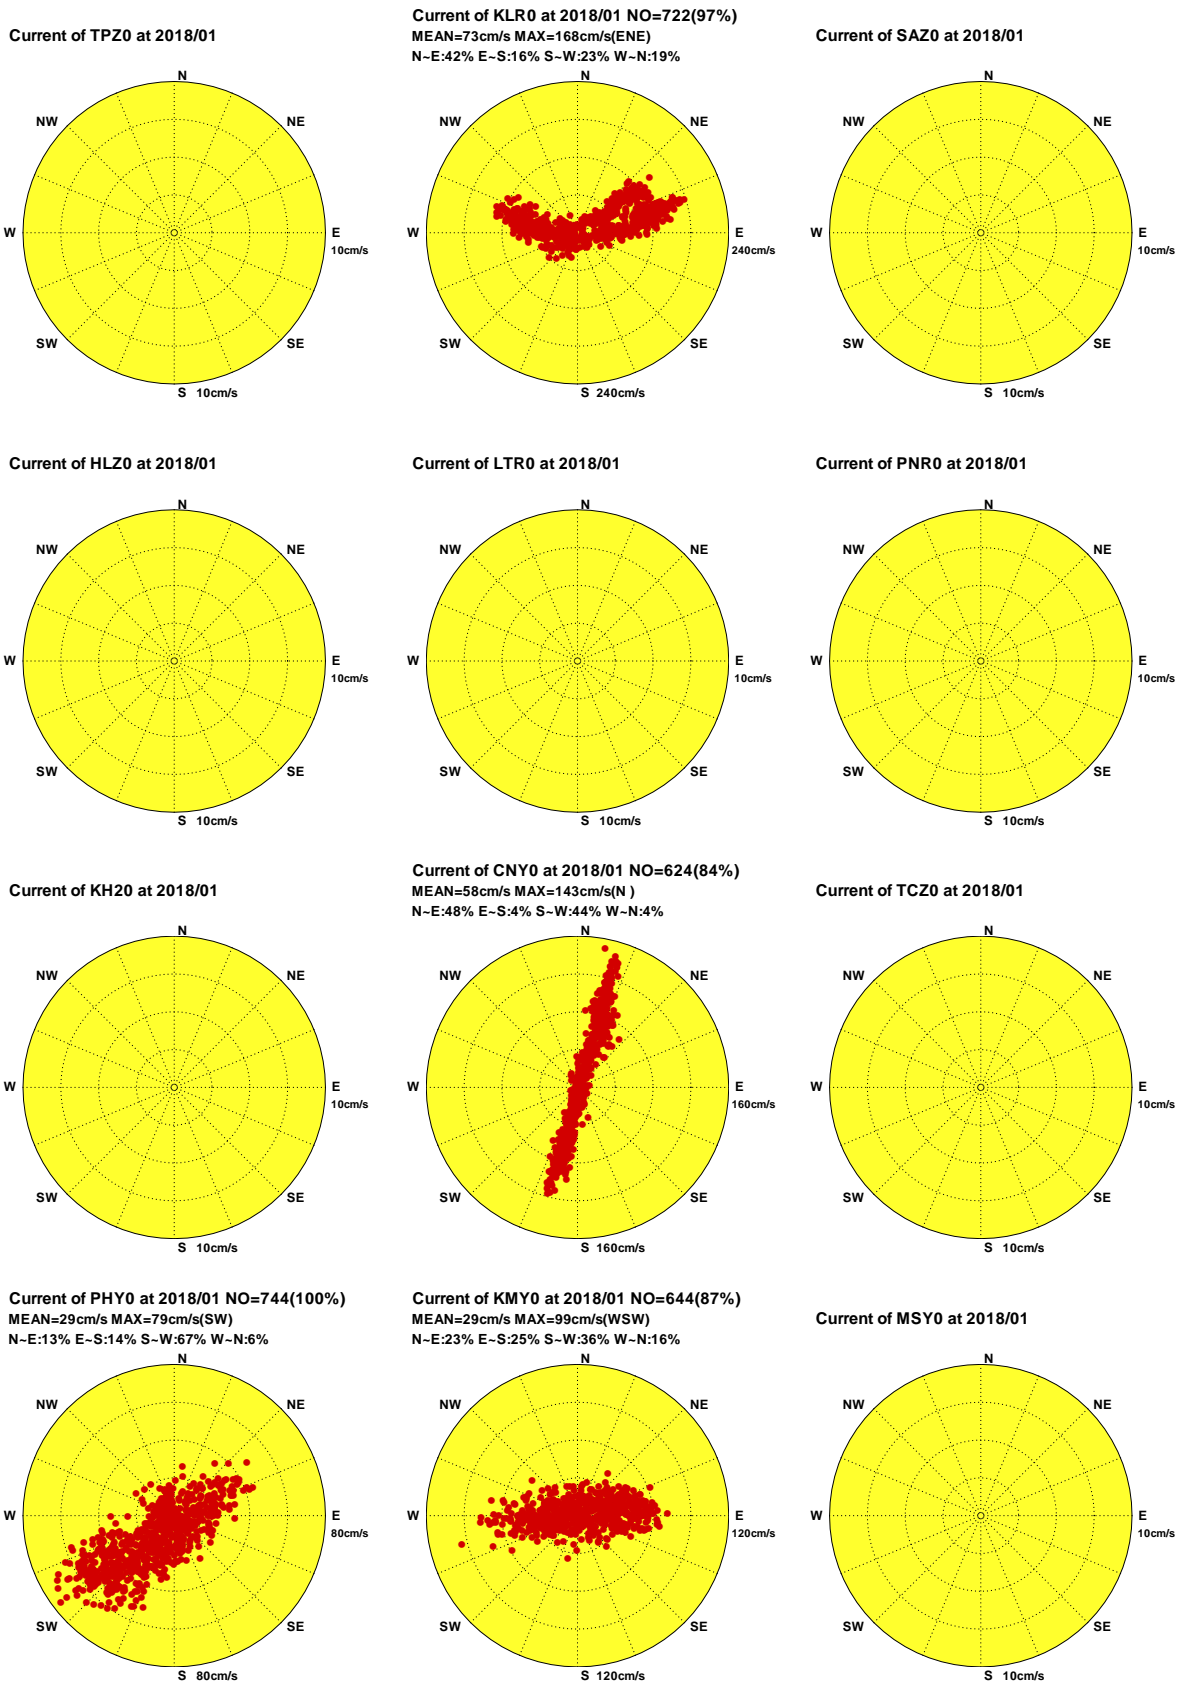 Current of TPZ0 at 2018/01
N
NW
NE
W
E
10cm/s
SW
SE
S 10cm/s
Current of KLR0 at 2018/01 NO=722(97%)
MEAN=73cm/s MAX=168cm/s(ENE)
N~E:42% E~S:16% S~W:23% W~N:19%
N
NW
NE
W
E
240cm/s
SW
SE
S 240cm/s
Current of SAZ0 at 2018/01
N
NW
NE
W
E
10cm/s
SW
SE
S 10cm/s
Current of HLZ0 at 2018/01
N
NW
NE
W
E
10cm/s
SW
SE
S 10cm/s
Current of LTR0 at 2018/01
N
NW
NE
W
E
10cm/s
SW
SE
S 10cm/s
Current of PNR0 at 2018/01
N
NW
NE
W
E
10cm/s
SW
SE
S 10cm/s
Current of KH20 at 2018/01
N
NW
NE
W
E
10cm/s
SW
SE
S 10cm/s
Current of CNY0 at 2018/01 NO=624(84%)
MEAN=58cm/s MAX=143cm/s(N )
N~E:48% E~S:4% S~W:44% W~N:4%
N
NW
NE
W
E
160cm/s
SW
SE
S 160cm/s
Current of TCZ0 at 2018/01
N
NW
NE
W
E
10cm/s
SW
SE
S 10cm/s
Current of PHY0 at 2018/01 NO=744(100%)
MEAN=29cm/s MAX=79cm/s(SW)
N~E:13% E~S:14% S~W:67% W~N:6%
N
NW
NE
W
E
80cm/s
SW
SE
S 80cm/s
Current of KMY0 at 2018/01 NO=644(87%)
MEAN=29cm/s MAX=99cm/s(WSW)
N~E:23% E~S:25% S~W:36% W~N:16%
N
NW
NE
W
E
120cm/s
SW
SE
S 120cm/s
Current of MSY0 at 2018/01
N
NW
NE
W
E
10cm/s
SW
SE
S 10cm/s